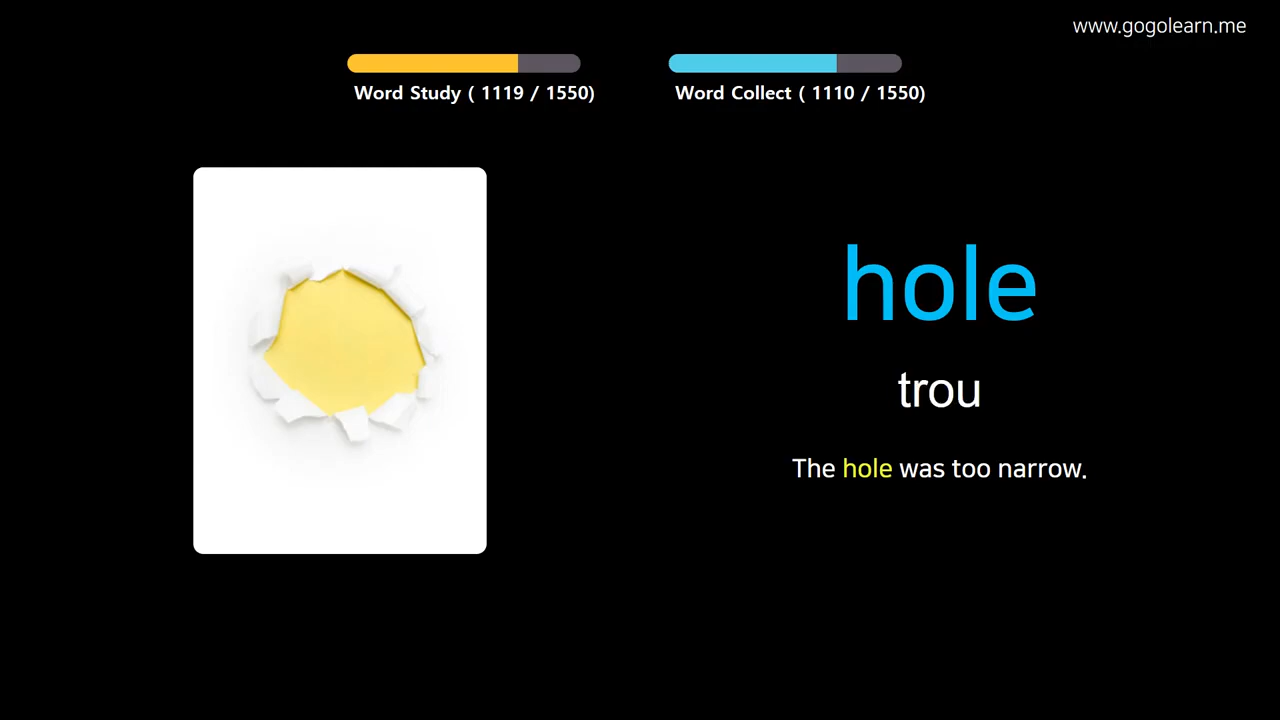 www.gogolearn.me
Word Study ( 1119 / 1550)
Word Collect ( 1110 / 1550)
hole
trou
The hole was too narrow.